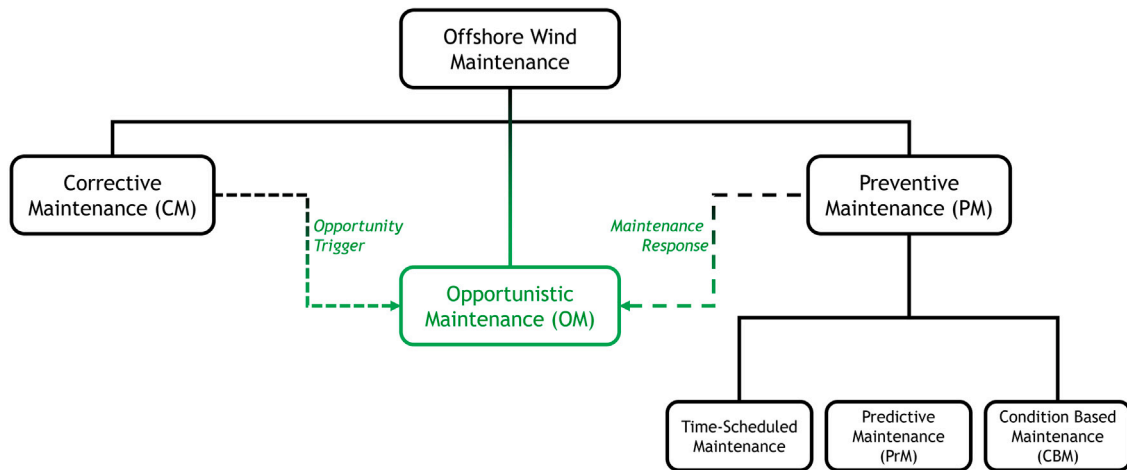 Offshore Wind
Maintenance
Corrective
Maintenance (CM)
Preventive
Maintenance (PM)
Opportunity
Trigger
Maintenance
Response
Opportunistic
Maintenance (OM)
Time-Scheduled
Maintenance
Predictive
Maintenance
(PrM)
Condition Based
Maintenance
(CBM)